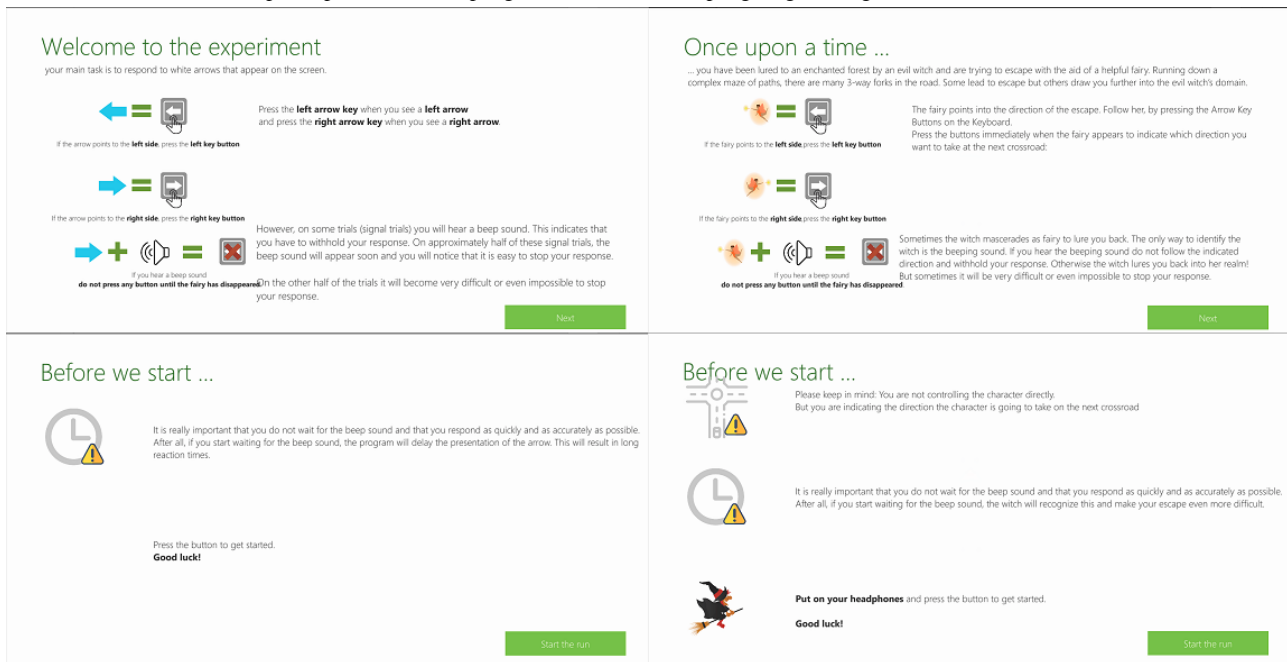 Welcome to the experiment
your main task is to respond to white arrows that appear on the screen.
Press the left arrow key when you see a left arrow
and press the right arrow key when you see a right arrow.
If the arrow points to the left side, press the left key button
If the arrow points to the right side, press the right key button
However, on some trials (signal trials) you will hear a beep sound. This indicates that
you have to withhold your response. On approximately half of these signal trials, the
beep sound will appear soon and you will notice that it is easy to stop your response.
If you hear a beep sound
do not press any button until the fairy has disappeared
On the other half of the trials it will become very difficult or even impossible to stop
your response.
Next
Once upon a time ...
... you have been lured to an enchanted forest by an evil witch and are trying to escape with the aid of a helpful fairy. Running down a
complex maze of paths, there are many 3-way forks in the road. Some lead to escape but others draw you further into the evil witch's domain.
The fairy points into the direction of the escape. Follow her, by pressing the Arrow Key
Buttons on the Keyboard.
Press the buttons immediately when the fairy appears to indicate which direction you
want to take at the next crossroad:
If the fairy points to the left side, press the left key button
If the fairy points to the right side, press the right key button
Sometimes the witch mascerades as fairy to lure you back. The only way to identify the
witch is the beeping sound. If you hear the beeping sound do not follow the indicated
direction and withhold your response. Otherwise the witch lures you back into her realm!
But sometimes it will be very difficult or even impossible to stop your response.
If you hear a beep sound
do not press any button until the fairy has disappeared
Next
Before we start ...
It is really important that you do not wait for the beep sound and that you respond as quickly and as accurately as possible.
After all, if you start waiting for the beep sound, the program will delay the presentation of the arrow. This will result in long
reaction times.
Press the button to get started.
Good luck!
Start the run
Before we start ...
Please keep in mind: You are not controlling the character directly.
But you are indicating the direction the character is going to take on the next crossroad
It is really important that you do not wait for the beep sound and that you respond as quickly and as accurately as possible.
After all, if you start waiting for the beep sound, the witch will recognize this and make your escape even more difficult.
Put on your headphones and press the button to get started.
Good luck!
Start the run